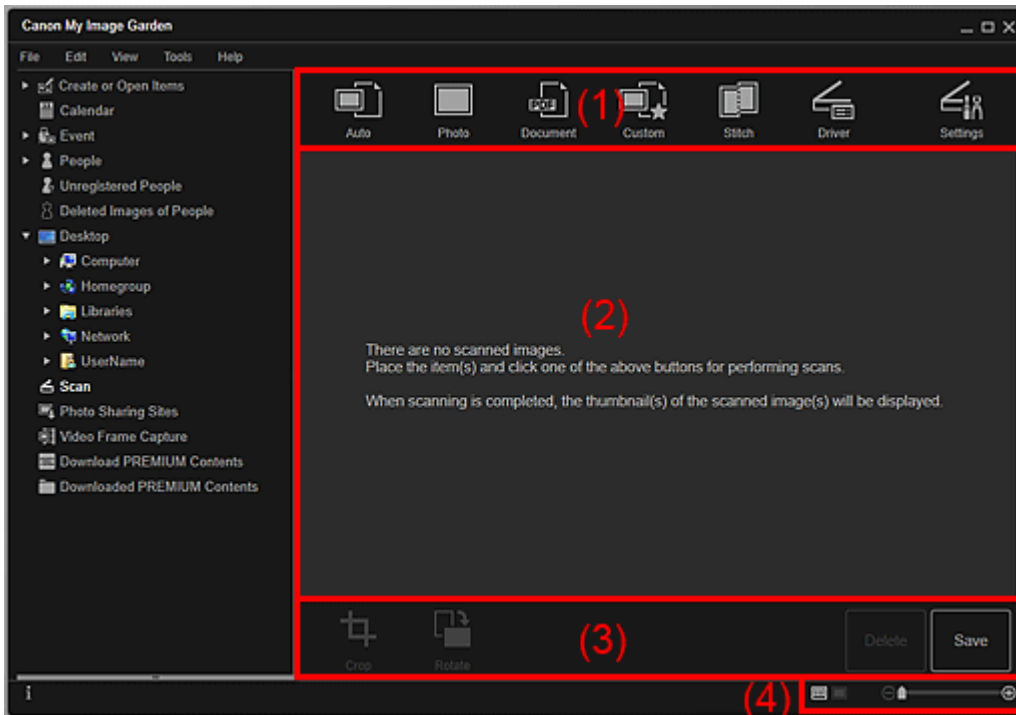 Canon My Image Garden
File Edit View Tools Help
Create or Open Items
Calendar
Event
People
Unregistered People
Deleted Images of People
Desktop
Computer
Homegroup
Libraries
Network
UserName
Scan
Photo Sharing Sites
Video Frame Capture
Download PREMIUM Contents
Downloaded PREMIUM Contents
(1)
Auto Photo Document Custom Stitch Driver Settings
PDF
(2)
There are no scanned images.
Place the item(s) and click one of the above buttons for performing scans.
When scanning is completed, the thumbnail(s) of the scanned image(s) will be displayed.
(3)
Crop Rotate Delete Save
(4)
i